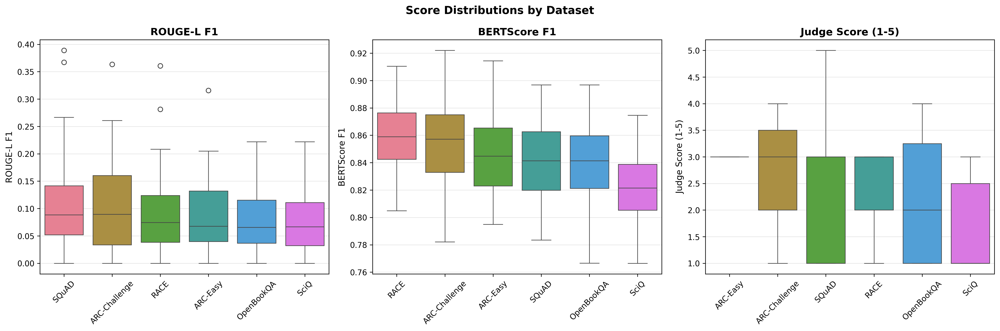 Score Distributions by Dataset
ROUGE-L F1
ROUGE-L F1
0.40
0.35
0.30
0.25
0.20
0.15
0.10
0.05
0.00
SQuAD
ARC-Challenge
RACE
ARC-Easy
OpenBookQA
SciQ
BERTScore F1
BERTScore F1
0.92
0.90
0.88
0.86
0.84
0.82
0.80
0.78
0.76
RACE
ARC-Challenge
ARC-Easy
SQuAD
OpenBookQA
SciQ
Judge Score (1-5)
Judge Score (1-5)
5.0
4.5
4.0
3.5
3.0
2.5
2.0
1.5
1.0
ARC-Easy
ARC-Challenge
SQuAD
RACE
OpenBookQA
SciQ